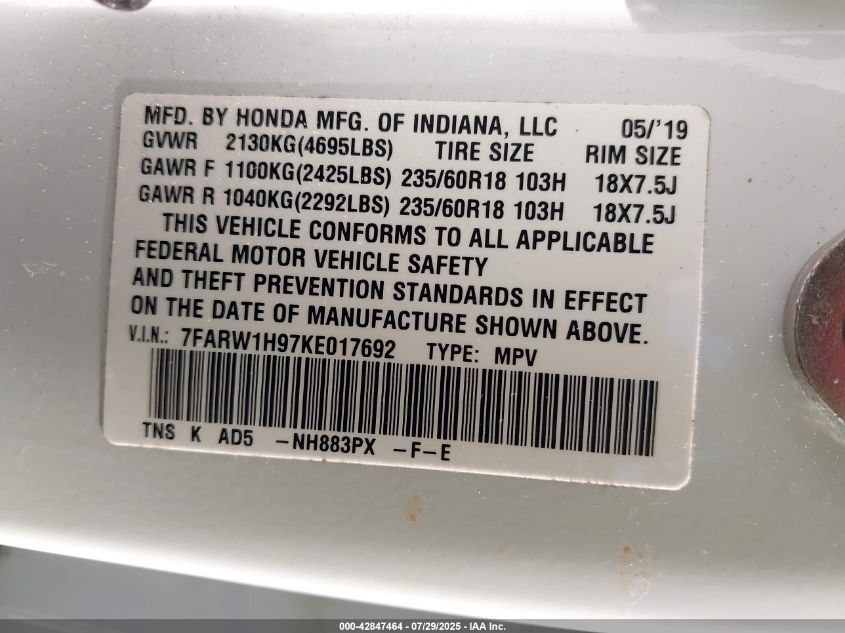 MFD. BY HONDA MFG. OF INDIANA, LLC 05/'19
GVWR 2130KG(4695LBS) TIRE SIZE RIM SIZE
GAWR F 1100KG(2425LBS) 235/60R18 103H 18X7.5J
GAWR R 1040KG(2292LBS) 235/60R18 103H 18X7.5J
THIS VEHICLE CONFORMS TO ALL APPLICABLE
FEDERAL MOTOR VEHICLE SAFETY
AND THEFT PREVENTION STANDARDS IN EFFECT
ON THE DATE OF MANUFACTURE SHOWN ABOVE.
V.I.N.: 7FARW1H97KE017692 TYPE: MPV
TNS K AD5 -NH883PX -F-E
000-42847464 - 07/29/2025 - IAA Inc.